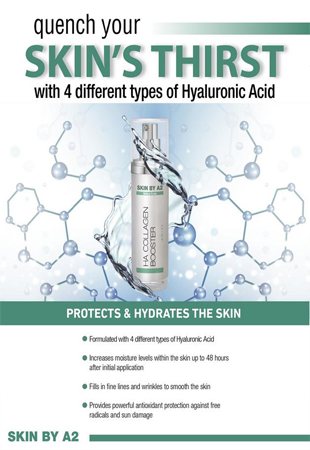 quench your
SKIN'S THIRST
with 4 different types of Hyaluronic Acid
SKIN BY A2
HA COLLAGEN
BOOSTER
PROTECTS & HYDRATES THE SKIN
Formulated with 4 different types of Hyaluronic Acid
Increases moisture levels within the skin up to 48 hours
after initial application
Fills in fine lines and wrinkles to smooth the skin
Provides powerful antioxidant protection against free
radicals and sun damage
SKIN BY A2